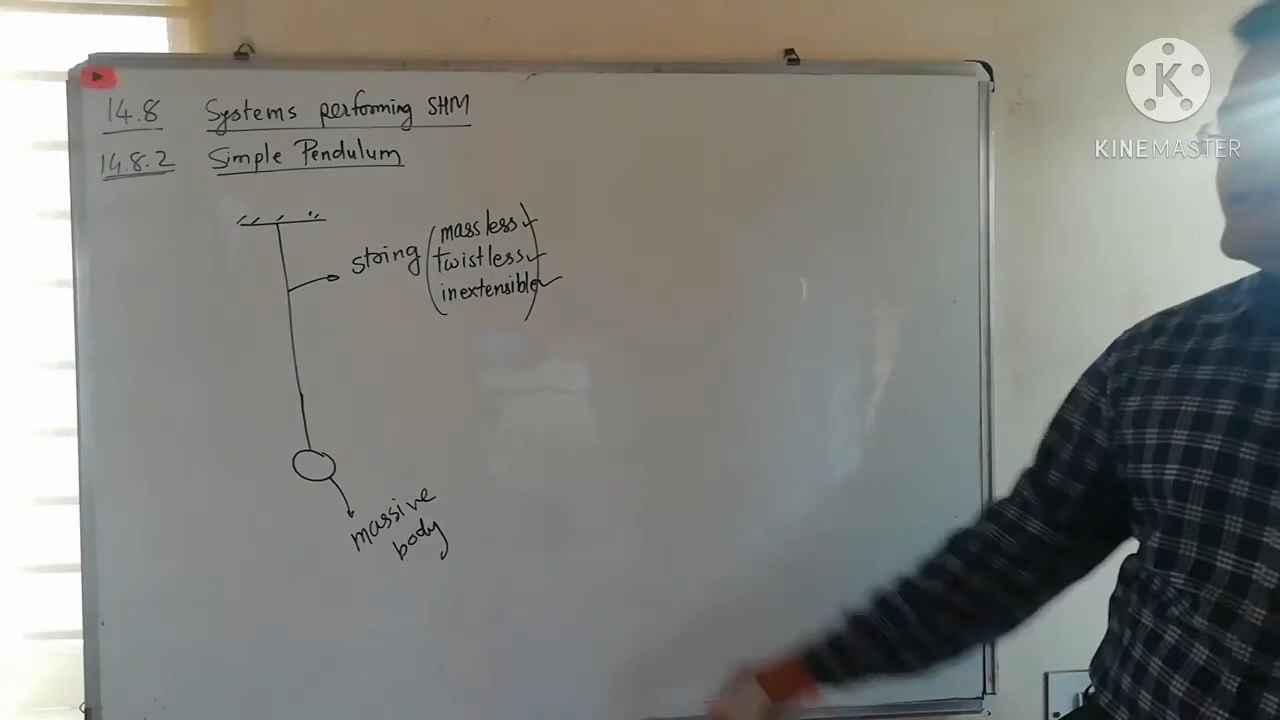 14.8 Systems performing SHM
14.8.2 Simple Pendulum
string
massless
twistless
inextensible
massive
body
K
KINEMASTER